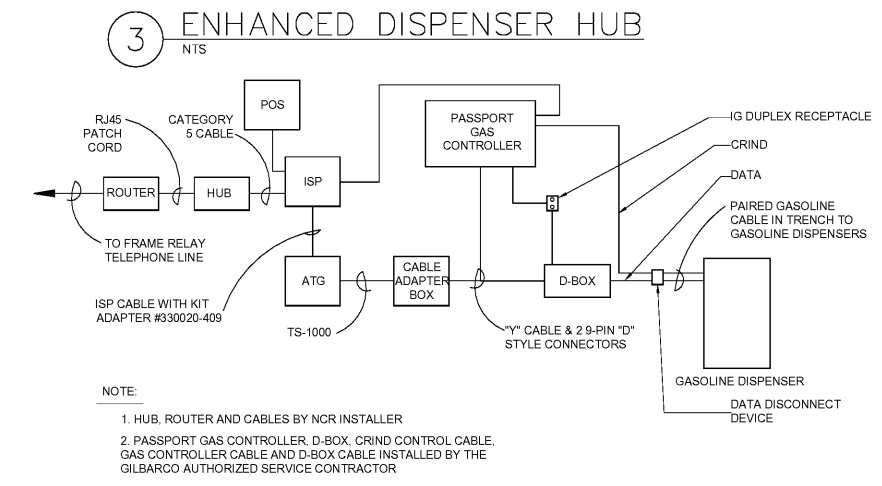 3
ENHANCED DISPENSER HUB
NTS
POS
RJ45
PATCH
CORD
CATEGORY
5 CABLE
PASSPORT
GAS
CONTROLLER
IG DUPLEX RECEPTACLE
CRIND
DATA
ROUTER
HUB
ISP
PAIRED GASOLINE
CABLE IN TRENCH TO
GASOLINE DISPENSERS
TO FRAME RELAY
TELEPHONE LINE
ATG
CABLE
ADAPTER
BOX
D-BOX
ISP CABLE WITH KIT
ADAPTER #330020-409
TS-1000
"Y" CABLE & 2 9-PIN "D"
STYLE CONNECTORS
GASOLINE DISPENSER
DATA DISCONNECT
DEVICE
NOTE:
1. HUB, ROUTER AND CABLES BY NCR INSTALLER
2. PASSPORT GAS CONTROLLER, D-BOX, CRIND CONTROL CABLE,
GAS CONTROLLER CABLE AND D-BOX CABLE INSTALLED BY THE
GILBARCO AUTHORIZED SERVICE CONTRACTOR